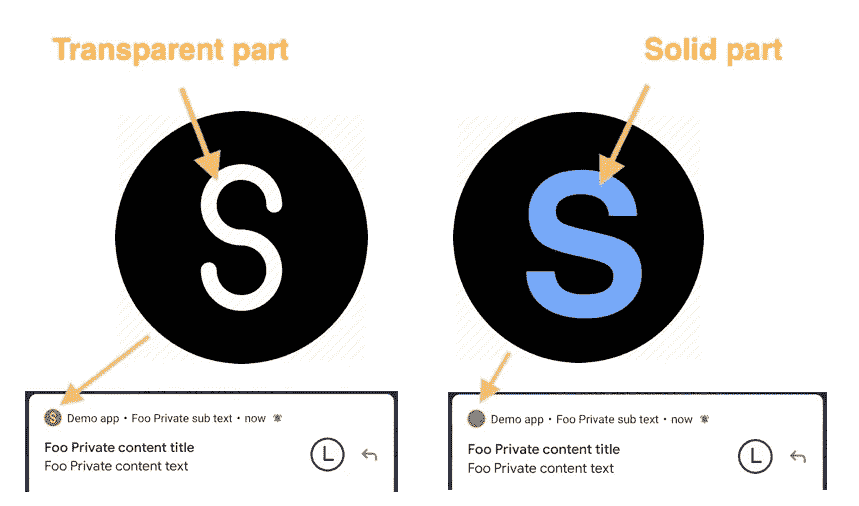 Transparent part
Solid part
S
S
S Demo app • Foo Private sub text • now
Foo Private content title
Foo Private content text
L
Demo app • Foo Private sub text • now
Foo Private content title
Foo Private content text
L